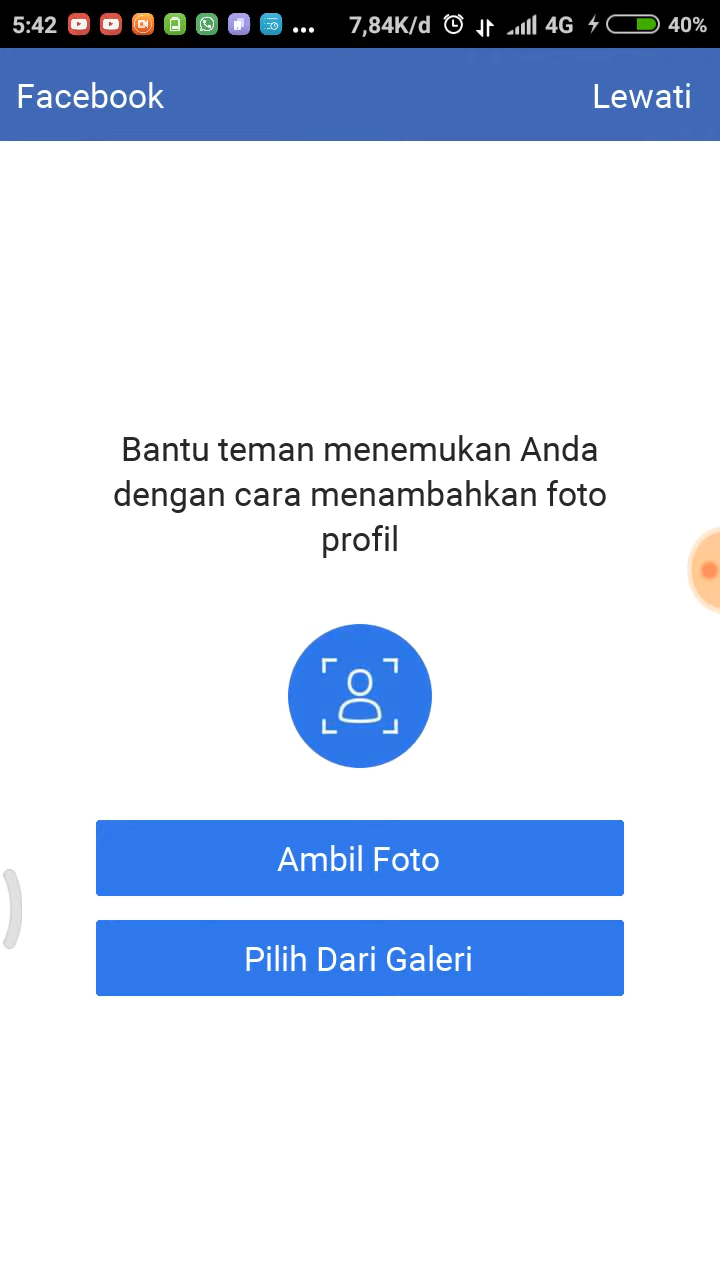 5:42 ... 7,84K/d 4G 40%
Facebook Lewati
Bantu teman menemukan Anda
dengan cara menambahkan foto
profil
Ambil Foto
Pilih Dari Galeri